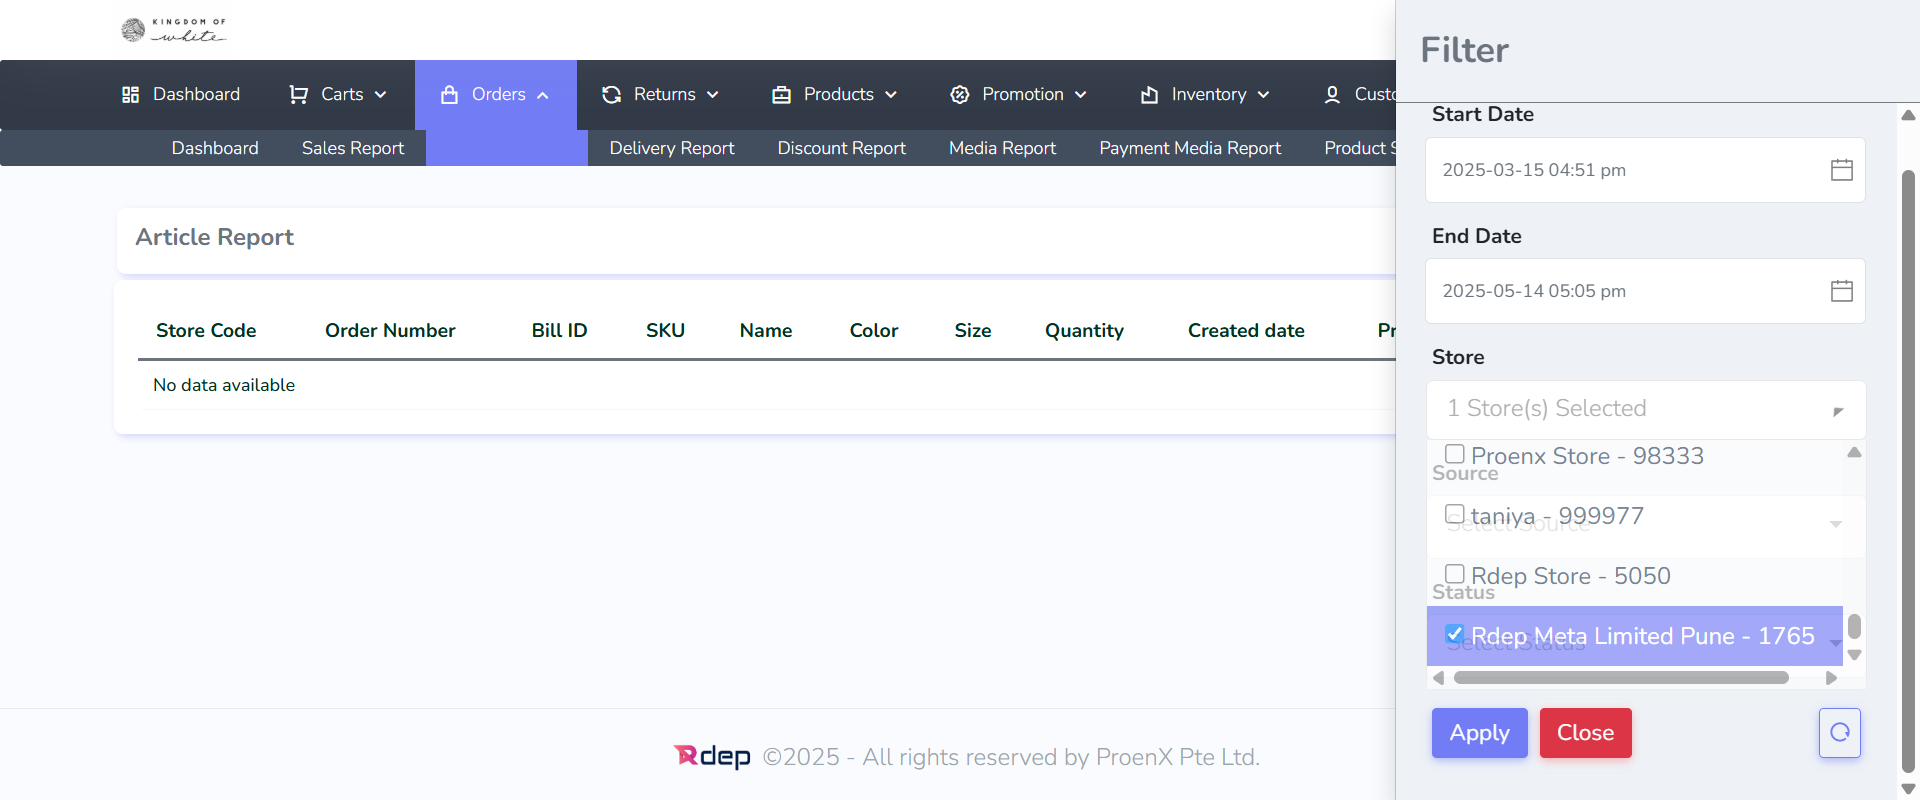 KINGDOM OF
white
Dashboard
Carts
Orders
Returns
Products
Promotion
Inventory
Custo
Dashboard
Sales Report
Delivery Report
Discount Report
Media Report
Payment Media Report
Product S
Article Report
Store Code
Order Number
Bill ID
SKU
Name
Color
Size
Quantity
Created date
Pr
No data available
Rdep ©2025 - All rights reserved by ProenX Pte Ltd.
Filter
Start Date
2025-03-15 04:51 pm
End Date
2025-05-14 05:05 pm
Store
1 Store(s) Selected
Proenx Store - 98333
Source
taniya - 999977
Select Source
Rdep Store - 5050
Status
Rdep Meta Limited Pune - 1765
Select Status
Apply
Close